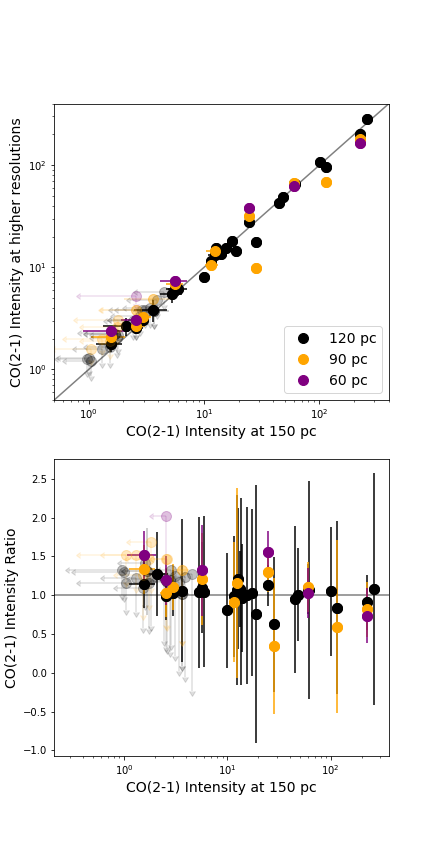 CO(2-1) Intensity at higher resolutions
10²
10¹
10⁰
120 pc
90 pc
60 pc
10⁰ 10¹ 10²
CO(2-1) Intensity at 150 pc
CO(2-1) Intensity Ratio
2.5
2.0
1.5
1.0
0.5
0.0
−0.5
−1.0
10⁰ 10¹ 10²
CO(2-1) Intensity at 150 pc